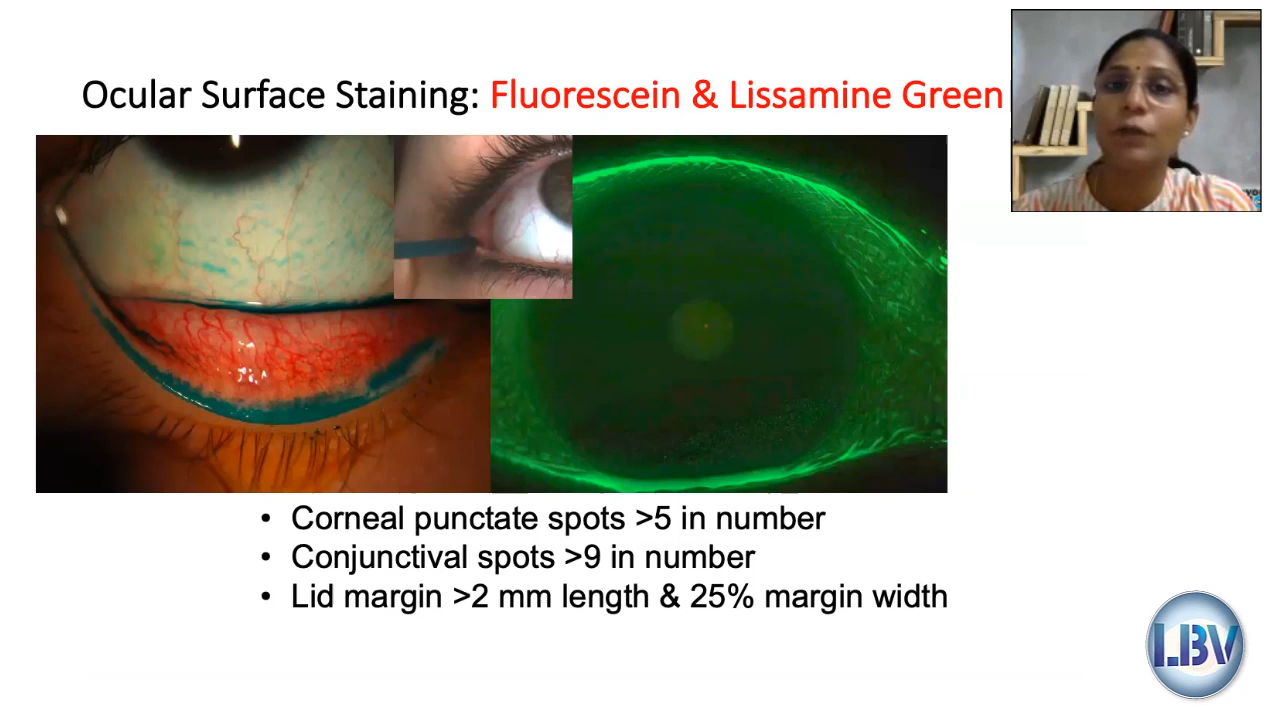 Ocular Surface Staining: Fluorescein & Lissamine Green
• Corneal punctate spots >5 in number
• Conjunctival spots >9 in number
• Lid margin >2 mm length & 25% margin width
LBV